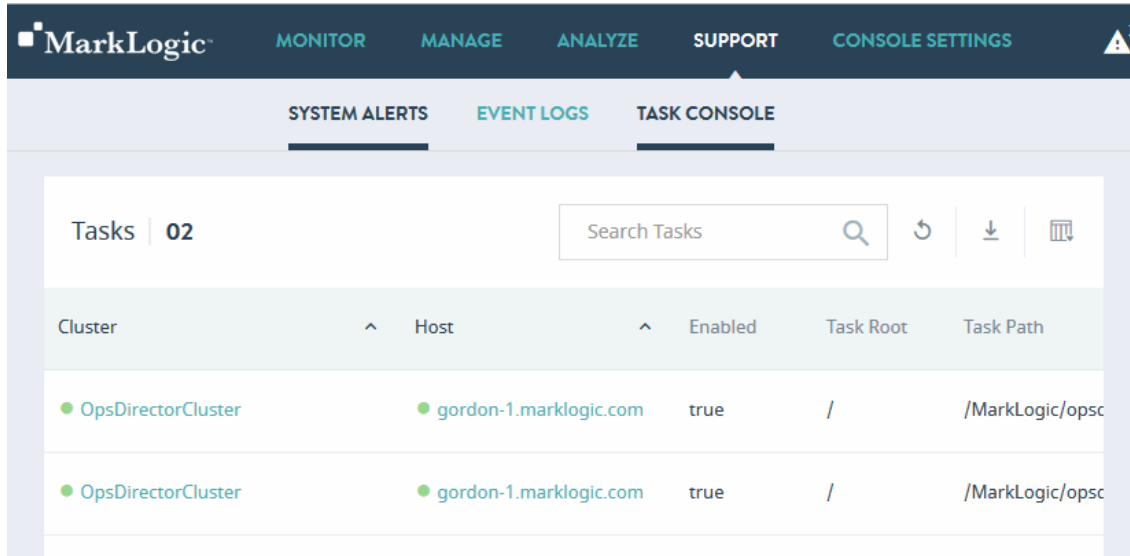 MarkLogic™ MONITOR MANAGE ANALYZE SUPPORT CONSOLE SETTINGS
SYSTEM ALERTS EVENT LOGS TASK CONSOLE
Tasks 02 Search Tasks
Cluster Host Enabled Task Root Task Path
OpsDirectorCluster gordon-1.marklogic.com true / /MarkLogic/opsc
OpsDirectorCluster gordon-1.marklogic.com true / /MarkLogic/opsc